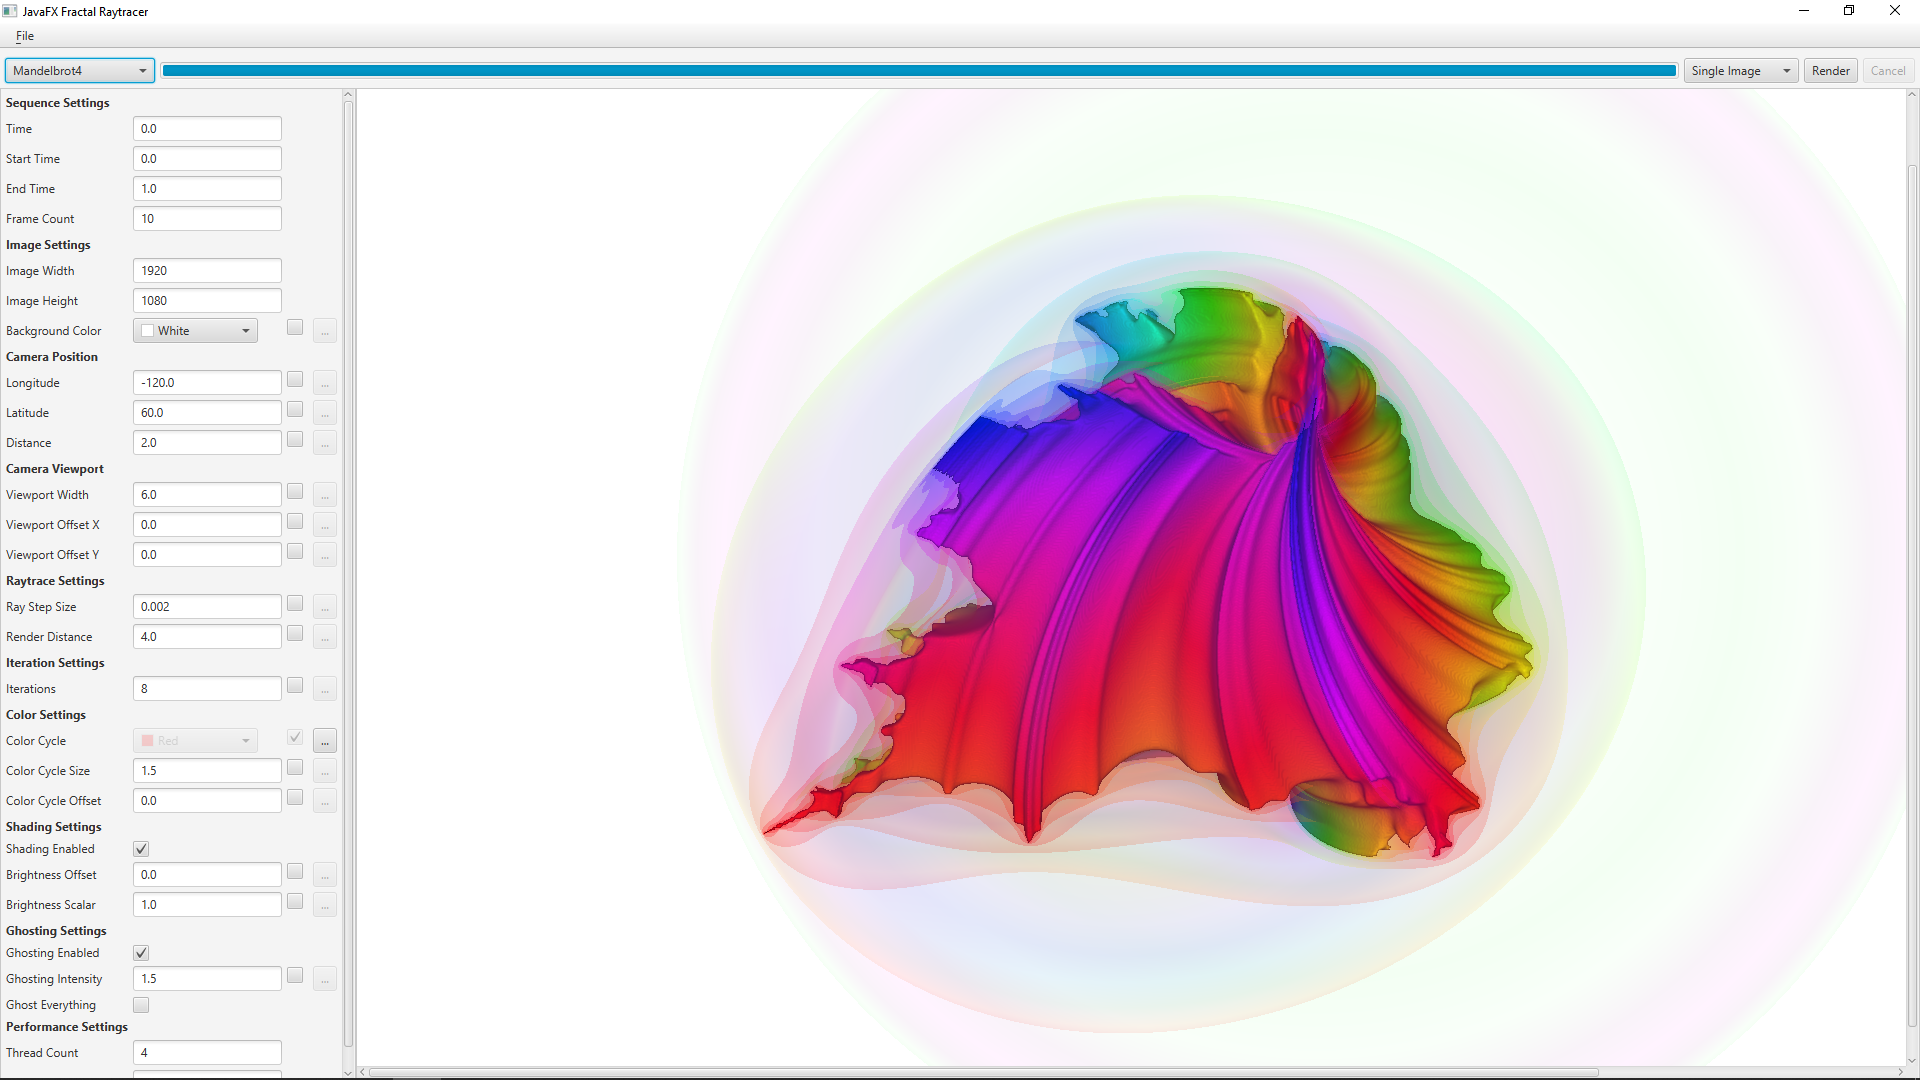 JavaFX Fractal Raytracer
File
Mandelbrot4 Single Image Render Cancel
Sequence Settings
Time 0.0
Start Time 0.0
End Time 1.0
Frame Count 10
Image Settings
Image Width 1920
Image Height 1080
Background Color White ...
Camera Position
Longitude -120.0 ...
Latitude 60.0 ...
Distance 2.0 ...
Camera Viewport
Viewport Width 6.0 ...
Viewport Offset X 0.0 ...
Viewport Offset Y 0.0 ...
Raytrace Settings
Ray Step Size 0.002 ...
Render Distance 4.0 ...
Iteration Settings
Iterations 8 ...
Color Settings
Color Cycle Red ...
Color Cycle Size 1.5 ...
Color Cycle Offset 0.0 ...
Shading Settings
Shading Enabled
Brightness Offset 0.0 ...
Brightness Scalar 1.0 ...
Ghosting Settings
Ghosting Enabled
Ghosting Intensity 1.5 ...
Ghost Everything
Performance Settings
Thread Count 4